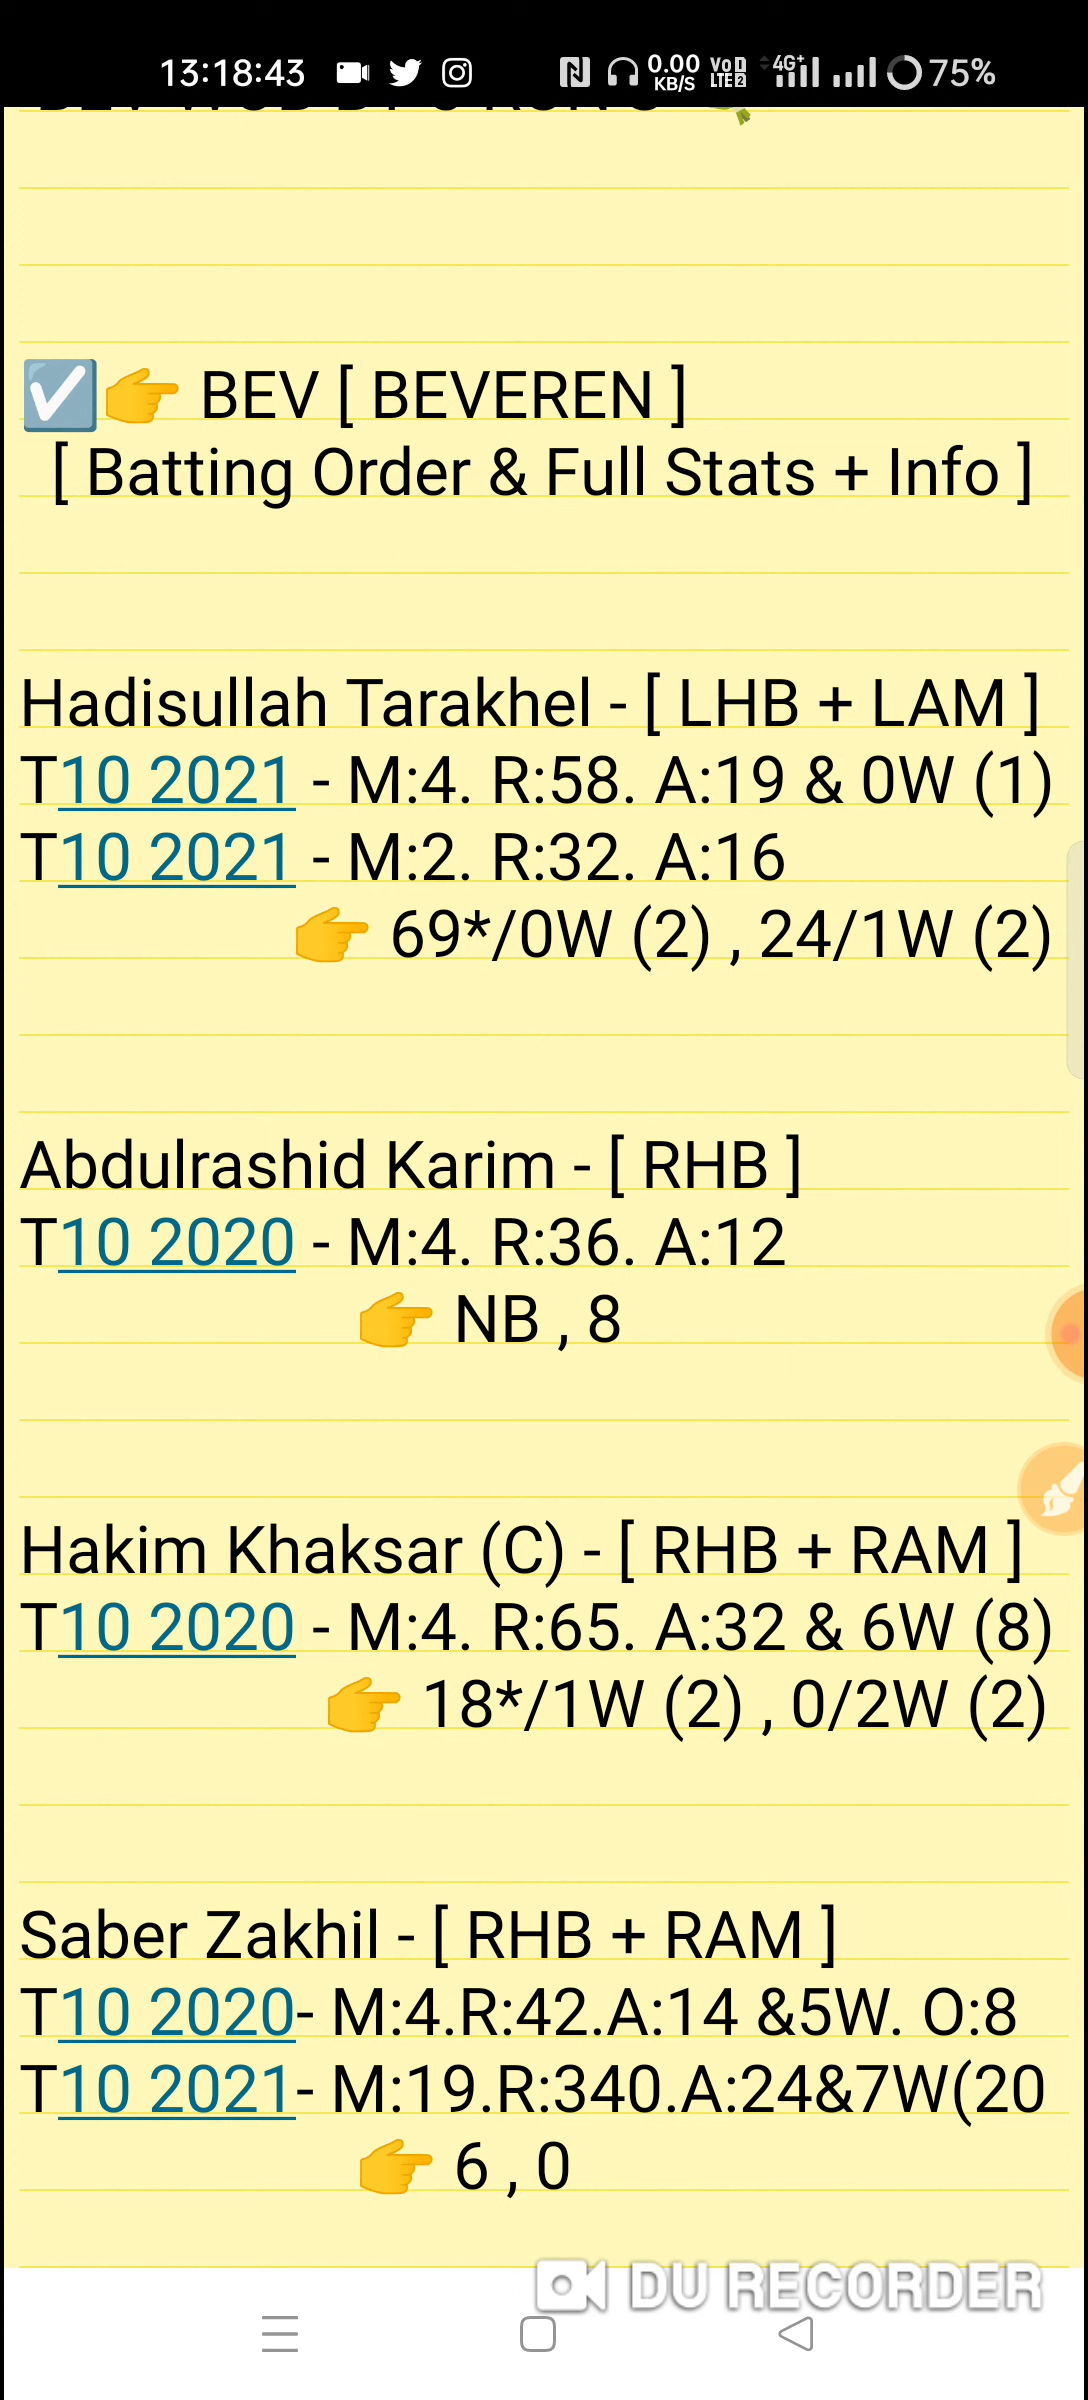 13:18:43 0.00 KB/S VoD LTE 2 4G+ 75%
☑️👉 BEV [ BEVEREN ]
[ Batting Order & Full Stats + Info ]
Hadisullah Tarakhel - [ LHB + LAM ]
T10 2021 - M:4. R:58. A:19 & 0W (1)
T10 2021 - M:2. R:32. A:16
👉 69*/0W (2) , 24/1W (2)
Abdulrashid Karim - [ RHB ]
T10 2020 - M:4. R:36. A:12
👉 NB , 8
Hakim Khaksar (C) - [ RHB + RAM ]
T10 2020 - M:4. R:65. A:32 & 6W (8)
👉 18*/1W (2) , 0/2W (2)
Saber Zakhil - [ RHB + RAM ]
T10 2020- M:4.R:42.A:14 &5W. O:8
T10 2021- M:19.R:340.A:24&7W(20
👉 6 , 0
DU RECORDER